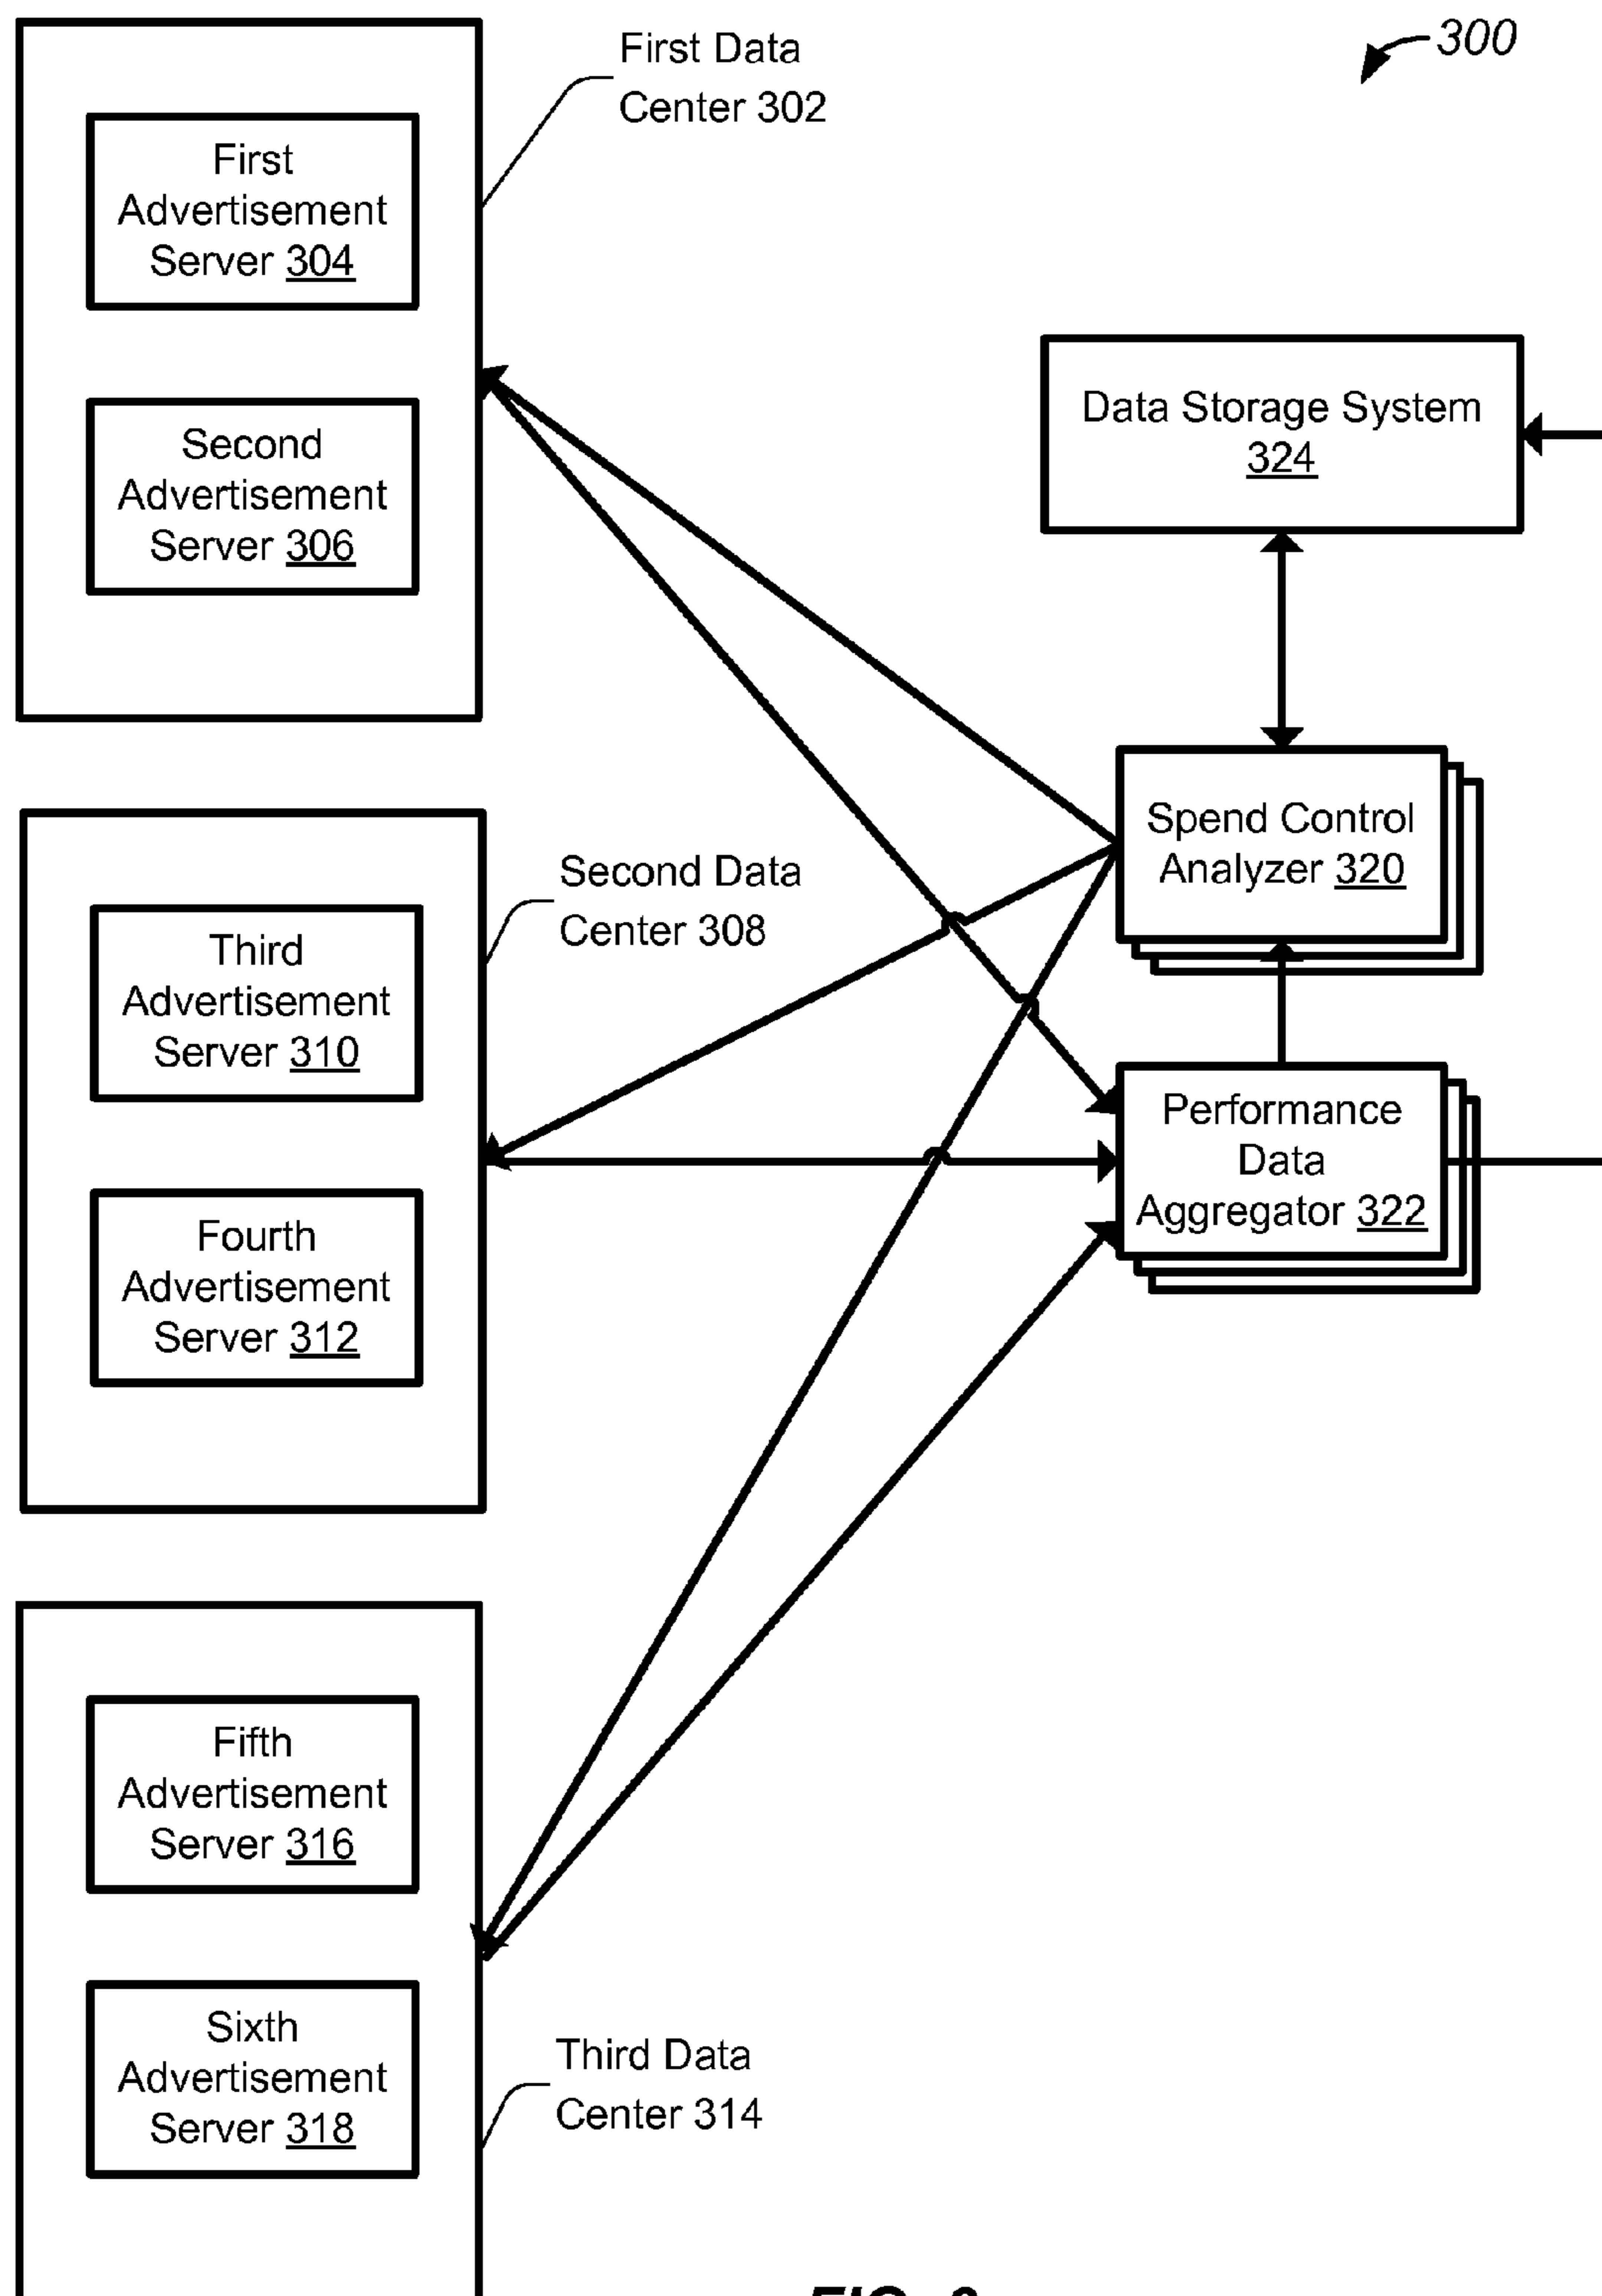 300
First Data
Center 302
First
Advertisement
Server 304
Second
Advertisement
Server 306
Data Storage System
324
Spend Control
Analyzer 320
Second Data
Center 308
Third
Advertisement
Server 310
Fourth
Advertisement
Server 312
Performance
Data
Aggregator 322
Fifth
Advertisement
Server 316
Sixth
Advertisement
Server 318
Third Data
Center 314